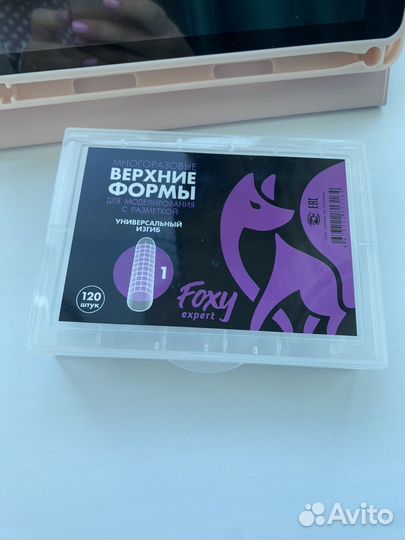 МНОГОРАЗОВЫЕ
ВЕРХНИЕ
ФОРМЫ
ДЛЯ МОДЕЛИРОВАНИЯ
С РАЗМЕТКОЙ
УНИВЕРСАЛЬНЫЙ
ИЗГИБ
1
120
ШТУК
Foxy
expert
EAC
Avito